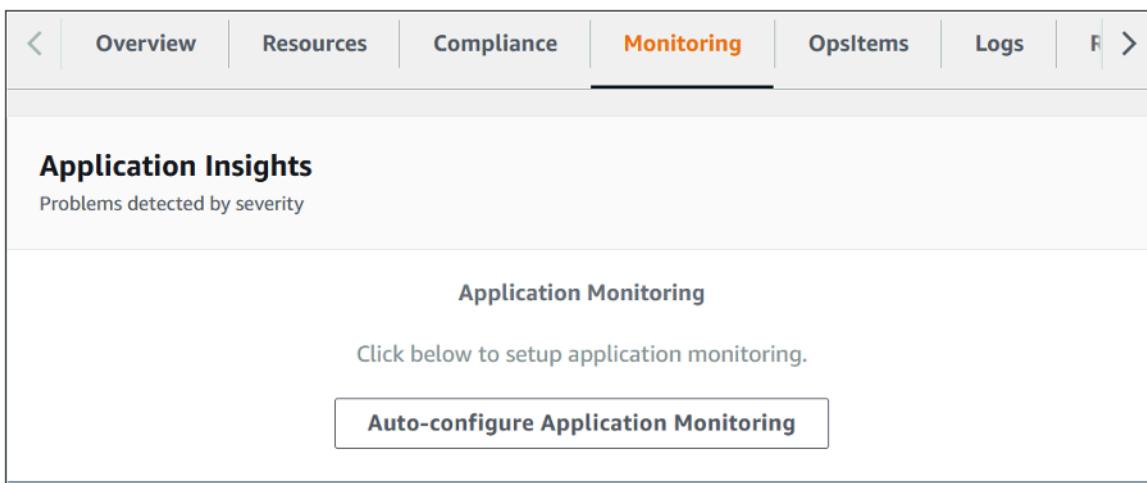 Overview Resources Compliance Monitoring OpsItems Logs
Application Insights
Problems detected by severity
Application Monitoring
Click below to setup application monitoring.
Auto-configure Application Monitoring